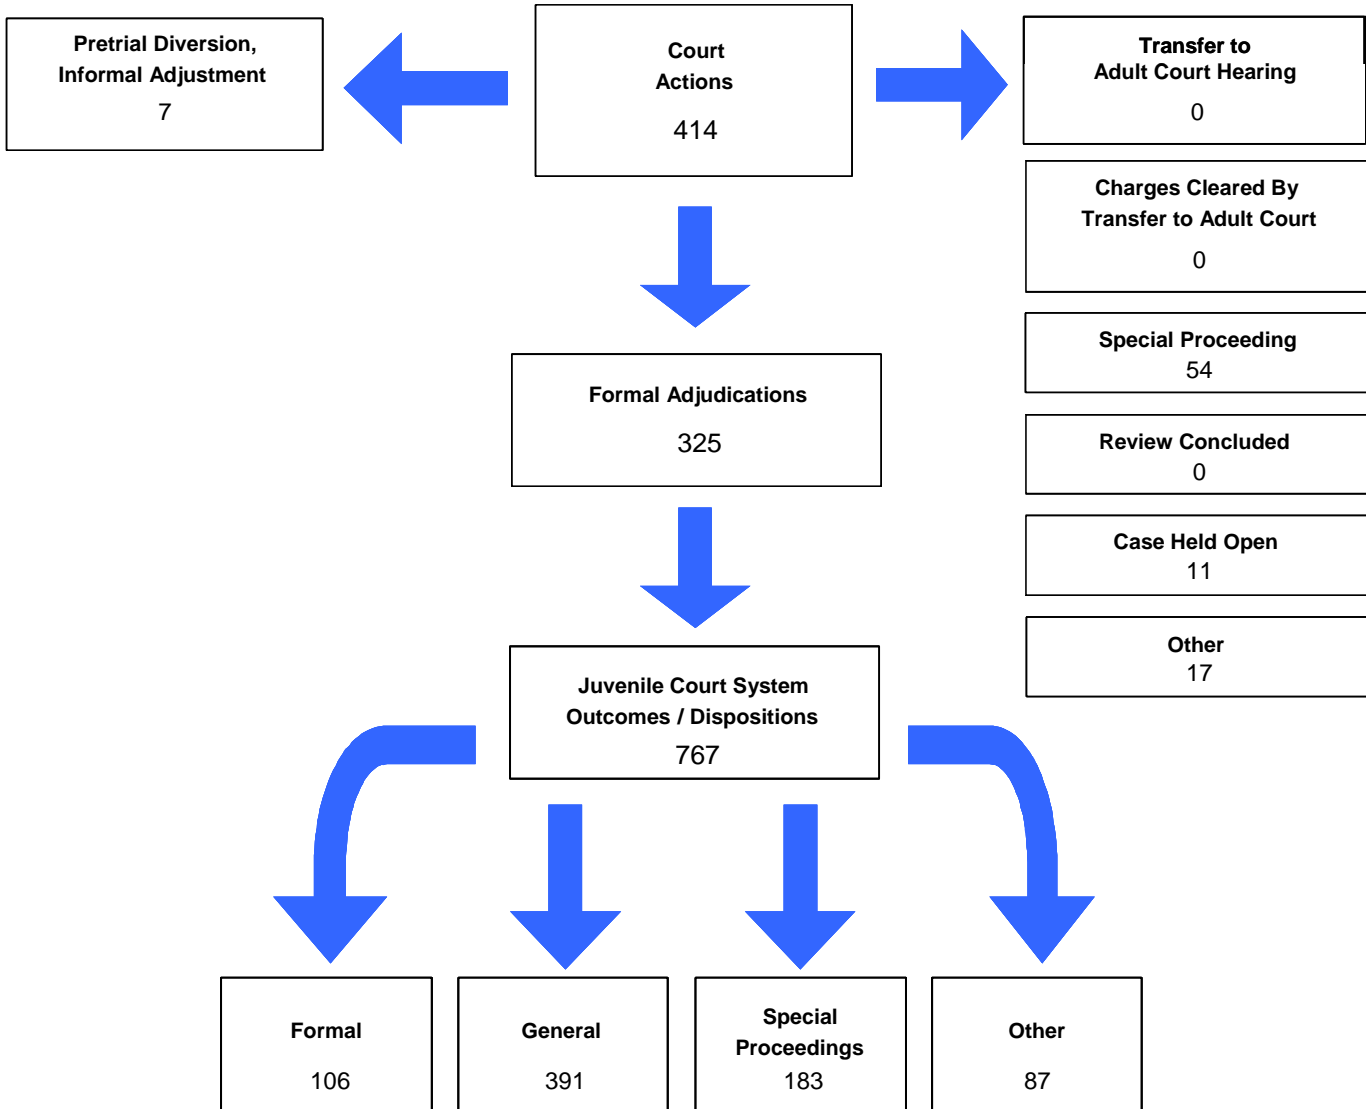 Pretrial Diversion,
Informal Adjustment
7
Court
Actions
414
Transfer to
Adult Court Hearing
0
Charges Cleared By
Transfer to Adult Court
0
Special Proceeding
54
Review Concluded
0
Case Held Open
11
Other
17
Formal Adjudications
325
Juvenile Court System
Outcomes / Dispositions
767
Formal
106
General
391
Special
Proceedings
183
Other
87